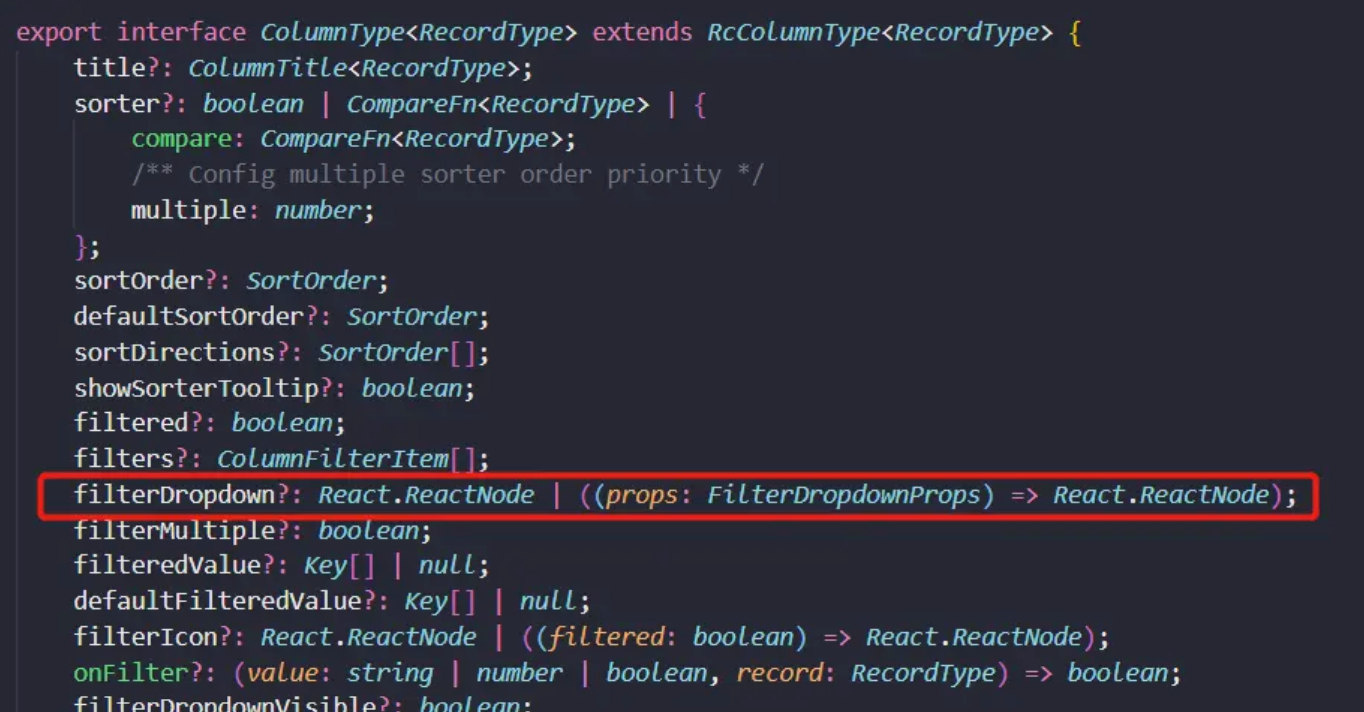 export interface ColumnType<RecordType> extends RcColumnType<RecordType> {
title?: ColumnTitle<RecordType>;
sorter?: boolean | CompareFn<RecordType> | {
compare: CompareFn<RecordType>;
/** Config multiple sorter order priority */
multiple: number;
};
sortOrder?: SortOrder;
defaultSortOrder?: SortOrder;
sortDirections?: SortOrder[];
showSorterTooltip?: boolean;
filtered?: boolean;
filters?: ColumnFilterItem[];
filterDropdown?: React.ReactNode | ((props: FilterDropdownProps) => React.ReactNode);
filterMultiple?: boolean;
filteredValue?: Key[] | null;
defaultFilteredValue?: Key[] | null;
filterIcon?: React.ReactNode | ((filtered: boolean) => React.ReactNode);
onFilter?: (value: string | number | boolean, record: RecordType) => boolean;
filterDropdownVisible?: boolean;